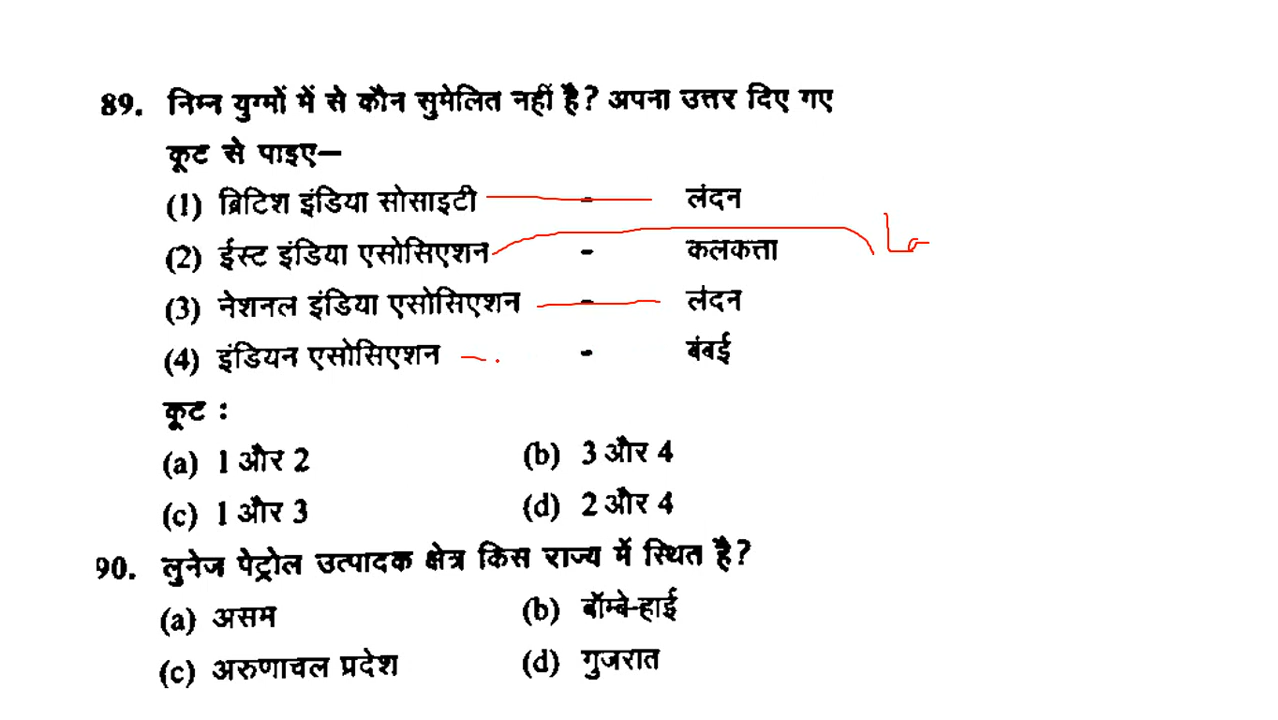 89. निम्न युग्मों में से कौन सुमेलित नहीं है? अपना उत्तर दिए गए
कूट से पाइए–
(1) ब्रिटिश इंडिया सोसाइटी - लंदन
(2) ईस्ट इंडिया एसोसिएशन - कलकत्ता
(3) नेशनल इंडिया एसोसिएशन - लंदन
(4) इंडियन एसोसिएशन - बंबई
कूट :
(a) 1 और 2 (b) 3 और 4
(c) 1 और 3 (d) 2 और 4
90. लुनेज पेट्रोल उत्पादक क्षेत्र किस राज्य में स्थित है?
(a) असम (b) बॉम्बे-हाई
(c) अरुणाचल प्रदेश (d) गुजरात